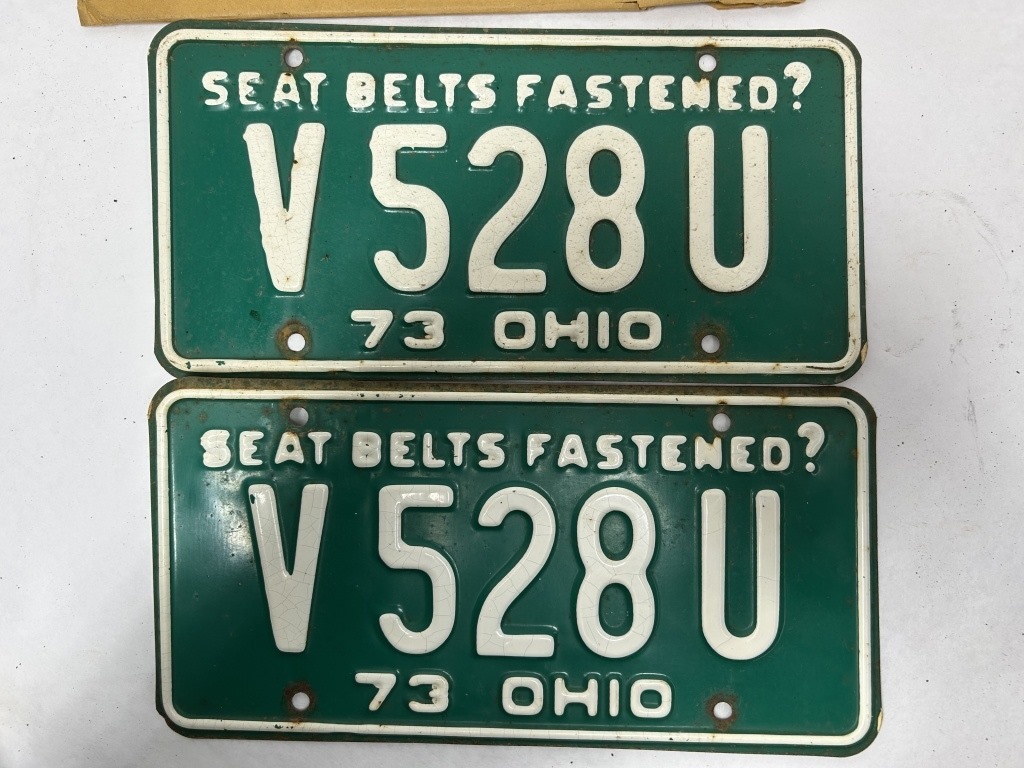 SEAT BELTS FASTENED?
V 528 U
73 OHIO
SEAT BELTS FASTENED?
V 528 U
73 OHIO